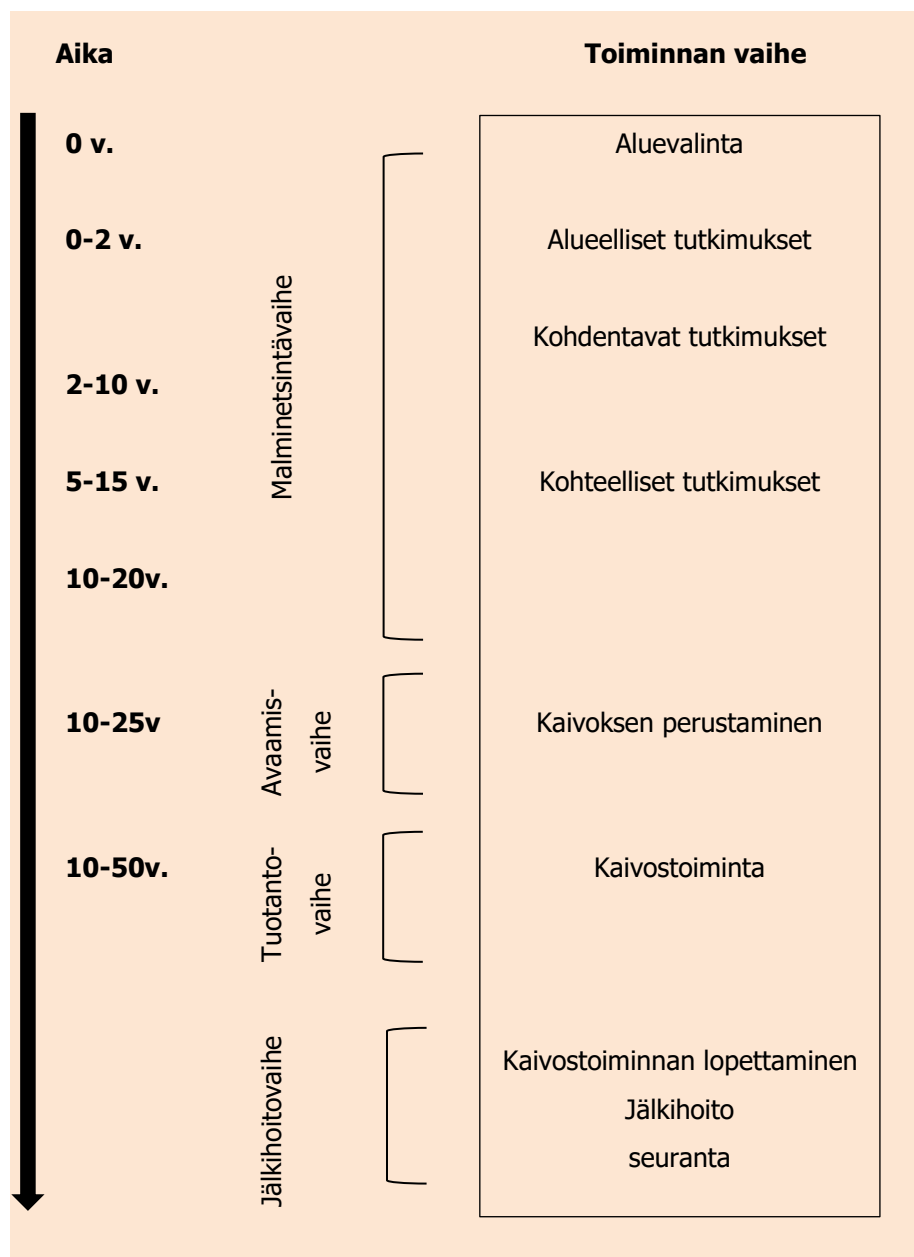 Aika
Toiminnan vaihe
0 v.
Aluevalinta
0-2 v.
Alueelliset tutkimukset
Malminetsintävaihe
Kohdentavat tutkimukset
2-10 v.
5-15 v.
Kohteelliset tutkimukset
10-20v.
10-25v
Avaamis-
vaihe
Kaivoksen perustaminen
10-50v.
Tuotanto-
vaihe
Kaivostoiminta
Jälkihoitovaihe
Kaivostoiminnan lopettaminen
Jälkihoito
seuranta